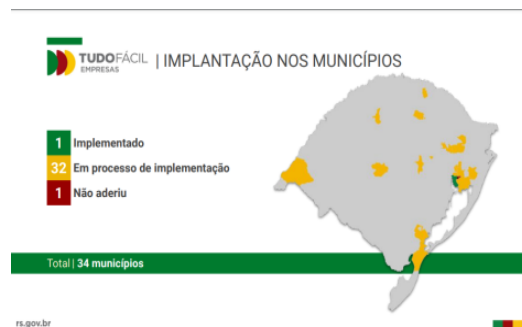 TUDOFÁCIL | IMPLANTAÇÃO NOS MUNICÍPIOS
EMPRESAS
1 Implementado
32 Em processo de implementação
1 Não aderiu
Total | 34 municípios
rs.gov.br